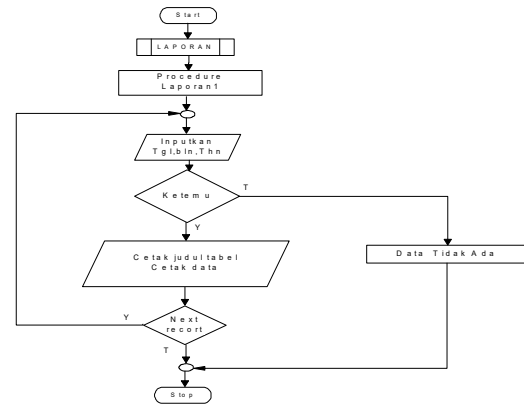 Start
LAPORAN
Procedure
Laporan1
Inputkan
Tgl,bln,Thn
Ketemu
T
Y
Cetak judul tabel
Cetak data
Data Tidak Ada
Next
recort
Y
T
Stop